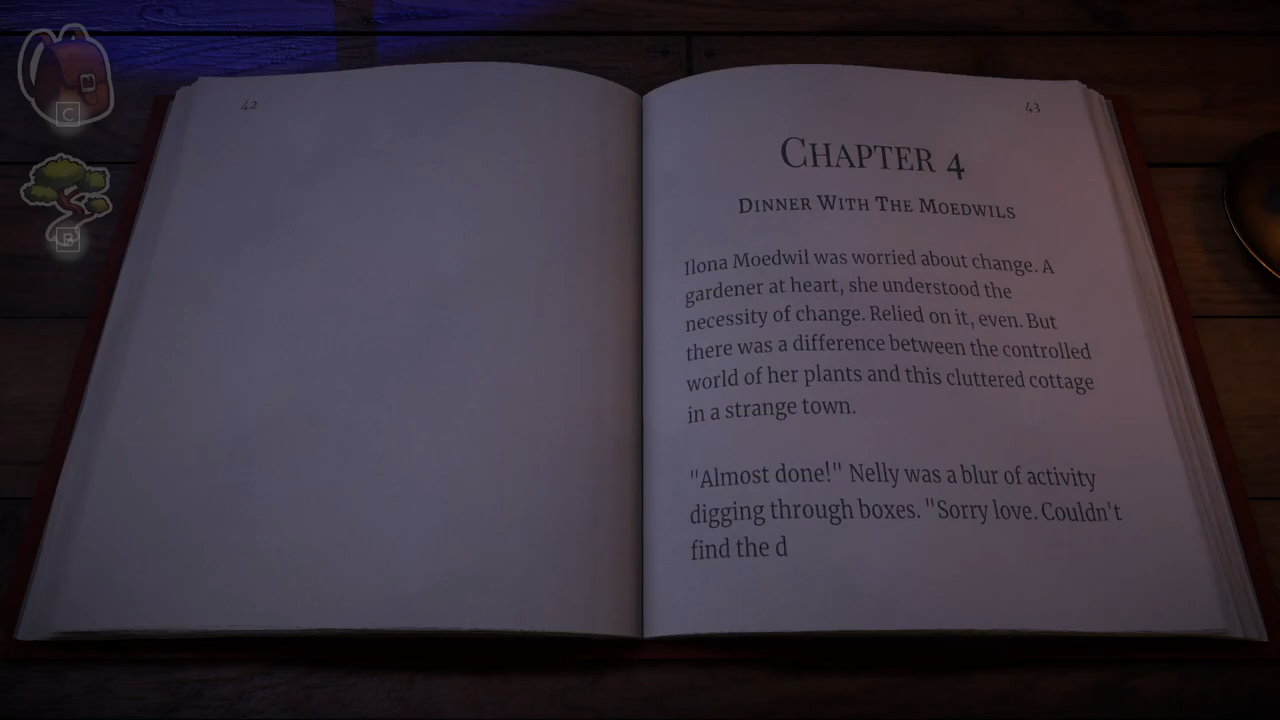 C
B
42
43
Chapter 4
Dinner With The Moedwils
Ilona Moedwil was worried about change. A
gardener at heart, she understood the
necessity of change. Relied on it, even. But
there was a difference between the controlled
world of her plants and this cluttered cottage
in a strange town.
"Almost done!" Nelly was a blur of activity
digging through boxes. "Sorry love. Couldn't
find the d